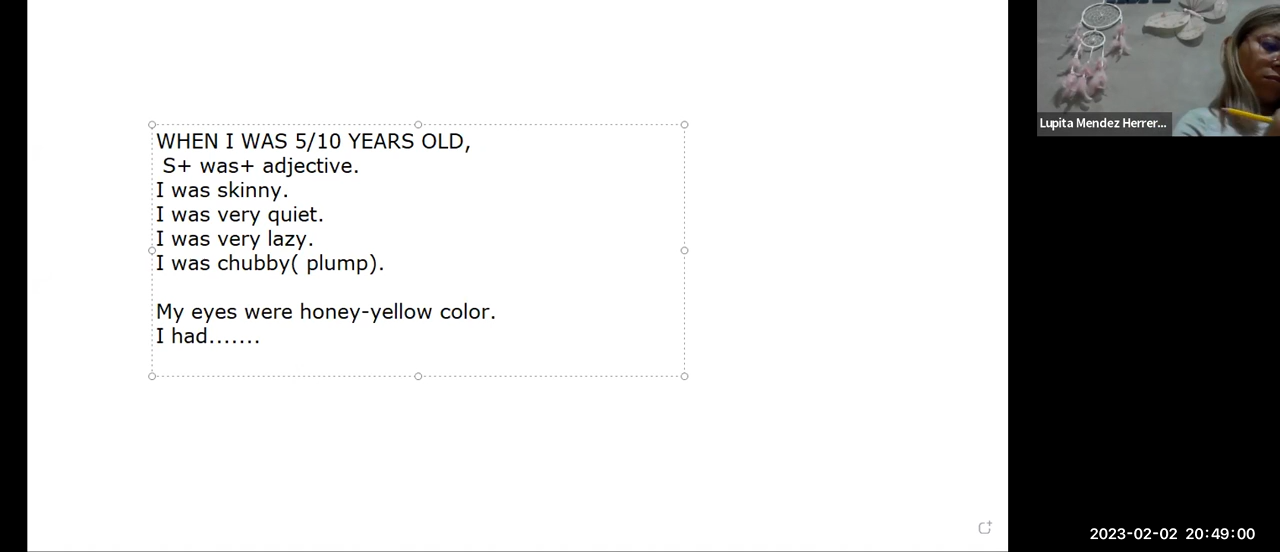 WHEN I WAS 5/10 YEARS OLD,
S+ was+ adjective.
I was skinny.
I was very quiet.
I was very lazy.
I was chubby( plump).
My eyes were honey-yellow color.
I had.......
Lupita Mendez Herrer...
2023-02-02 20:49:00